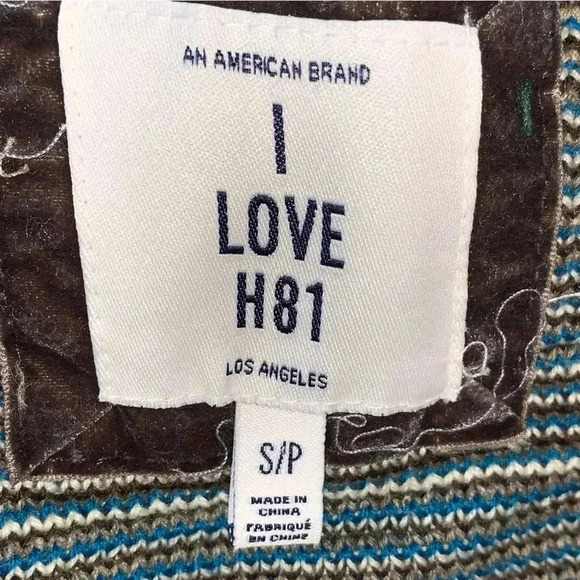 AN AMERICAN BRAND
I
LOVE
H81
LOS ANGELES
S/P
MADE IN
CHINA
FABRIQUÉ
EN CHINE